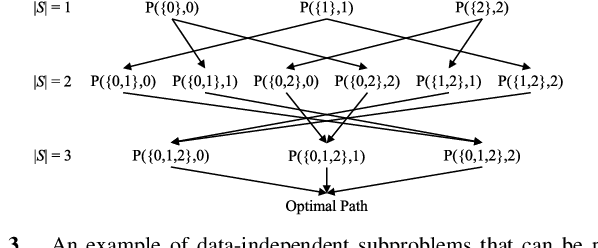 |S| = 1 P({0},0) P({1},1) P({2},2)
|S| = 2 P({0,1},0) P({0,1},1) P({0,2},0) P({0,2},2) P({1,2},1) P({1,2},2)
|S| = 3 P({0,1,2},0) P({0,1,2},1) P({0,1,2},2)
Optimal Path
3. An example of data-independent subproblems that can be